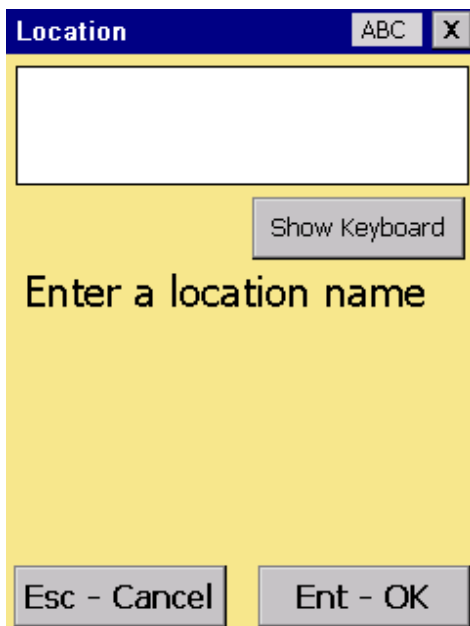 Location ABC X
Show Keyboard
Enter a location name
Esc - Cancel Ent - OK